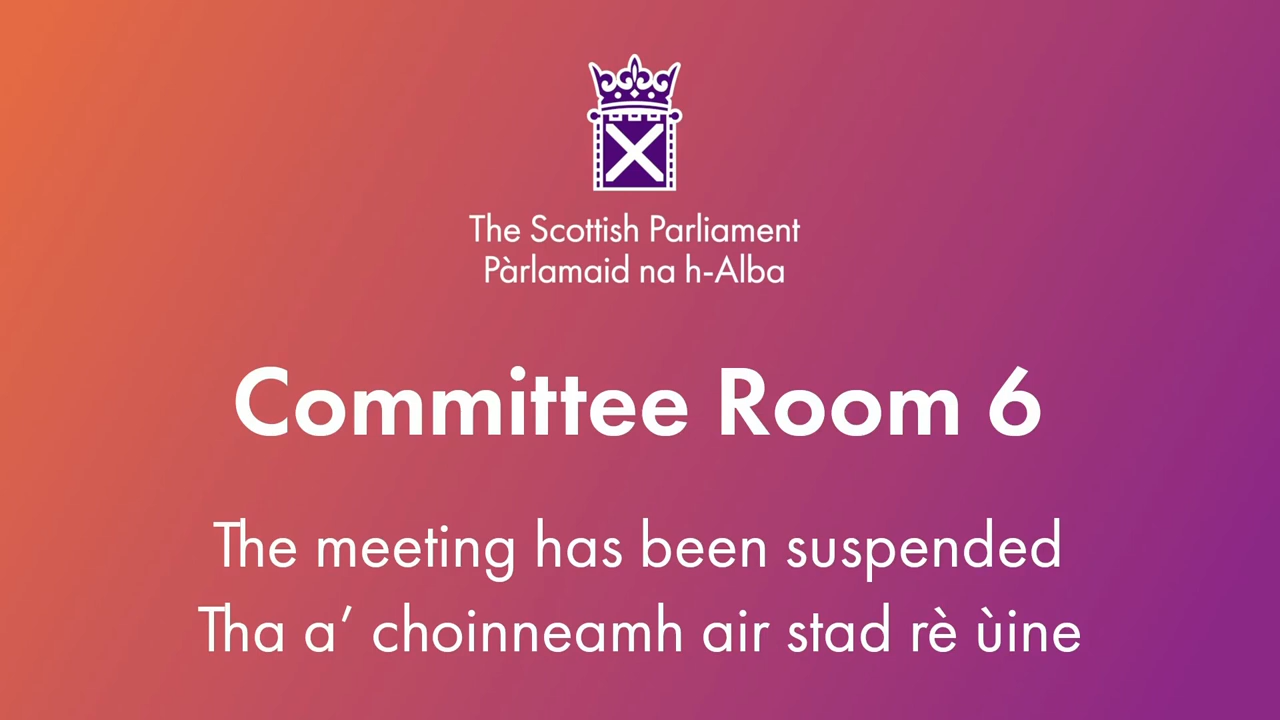 The Scottish Parliament
Pàrlamaid na h-Alba
Committee Room 6
The meeting has been suspended
Tha a’ choinneamh air stad rè ùine